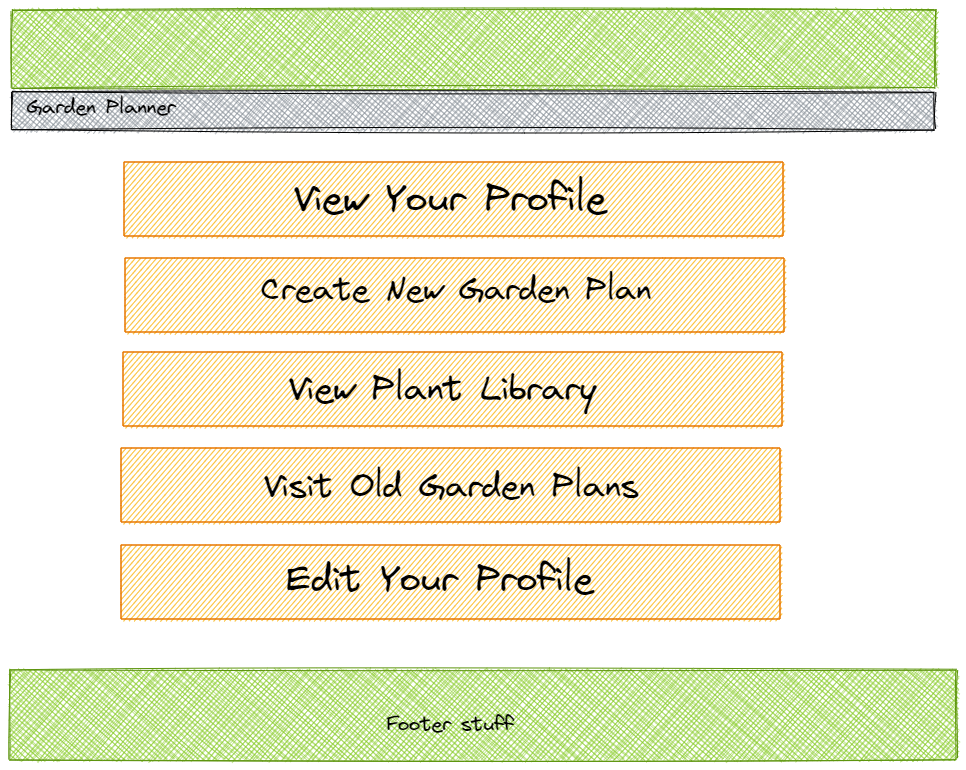 Garden Planner
View Your Profile
Create New Garden Plan
View Plant Library
Visit Old Garden Plans
Edit Your Profile
Footer stuff